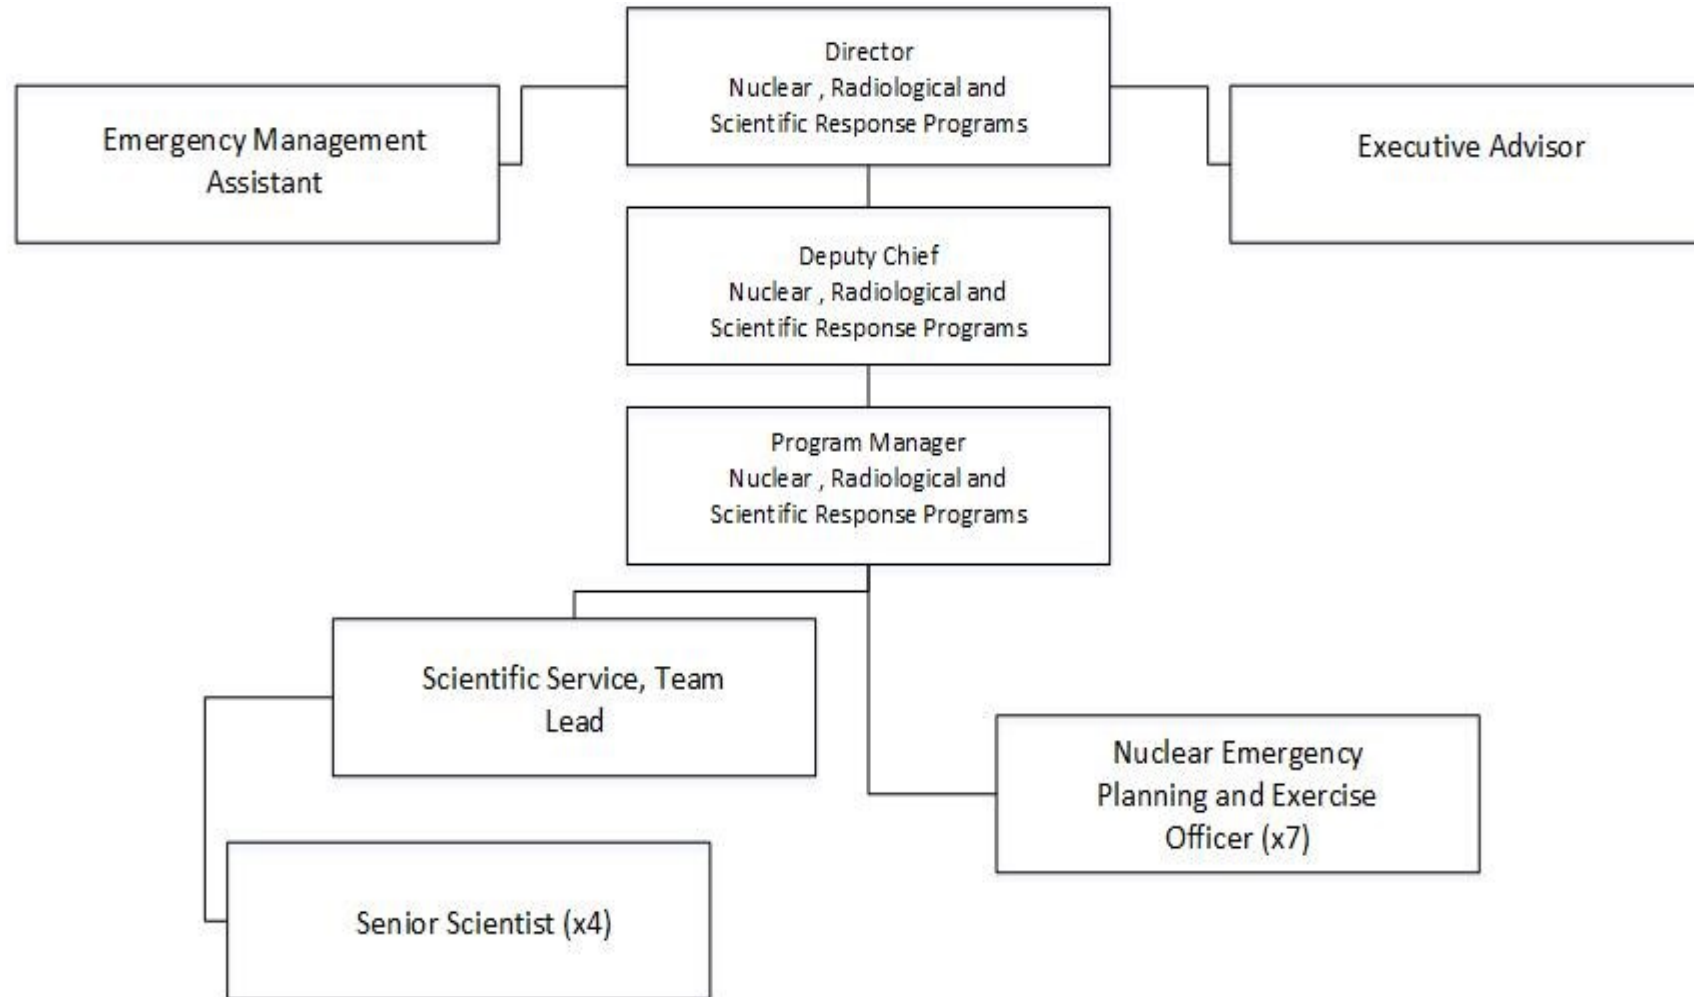 Director
Nuclear , Radiological and
Scientific Response Programs
Emergency Management
Assistant
Executive Advisor
Deputy Chief
Nuclear , Radiological and
Scientific Response Programs
Program Manager
Nuclear , Radiological and
Scientific Response Programs
Scientific Service, Team
Lead
Nuclear Emergency
Planning and Exercise
Officer (x7)
Senior Scientist (x4)